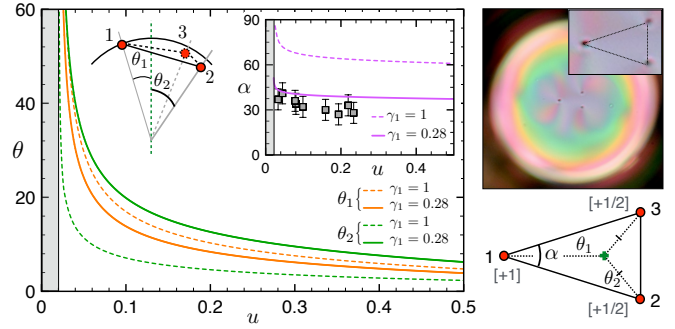 60
40
20
0
θ
0
0.1
0.2
0.3
0.4
0.5
u
1
3
2
θ₁
θ₂
90
60
30
0
α
0
0.2
0.4
u
γ₁ = 1
γ₁ = 0.28
θ₁{
γ₁ = 1
γ₁ = 0.28
θ₂{
γ₁ = 1
γ₁ = 0.28
[+1/2] 3
1 α θ₁
[+1] θ₂
[+1/2] 2